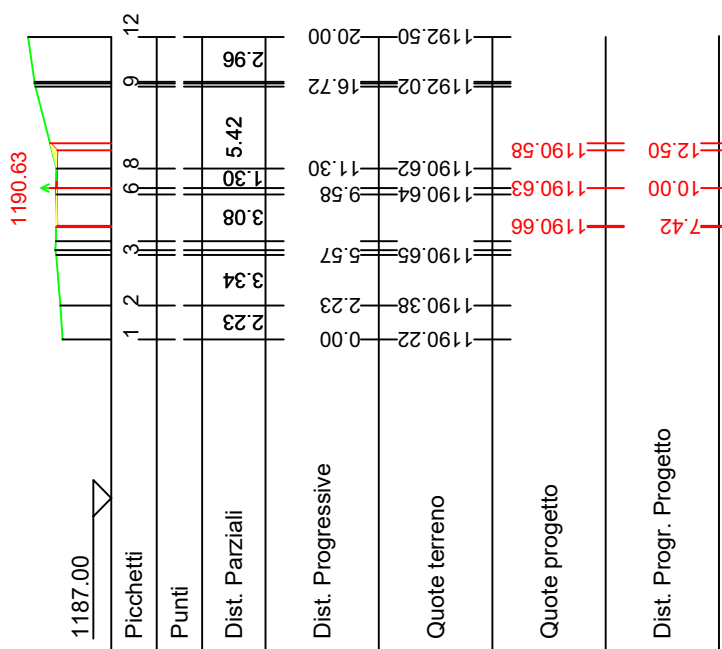 1190.63
1187.00
Picchetti
1 2 3 6 8 9 12
Punti
Dist. Parziali
2.23 3.34 3.08 1.30 5.42 2.96
Dist. Progressive
0.00 2.23 5.57 9.58 11.30 16.72 20.00
Quote terreno
1190.22 1190.38 1190.65 1190.64 1190.62 1192.02 1192.50
Quote progetto
1190.66 1190.63 1190.58
Dist. Progr. Progetto
7.42 10.00 12.50